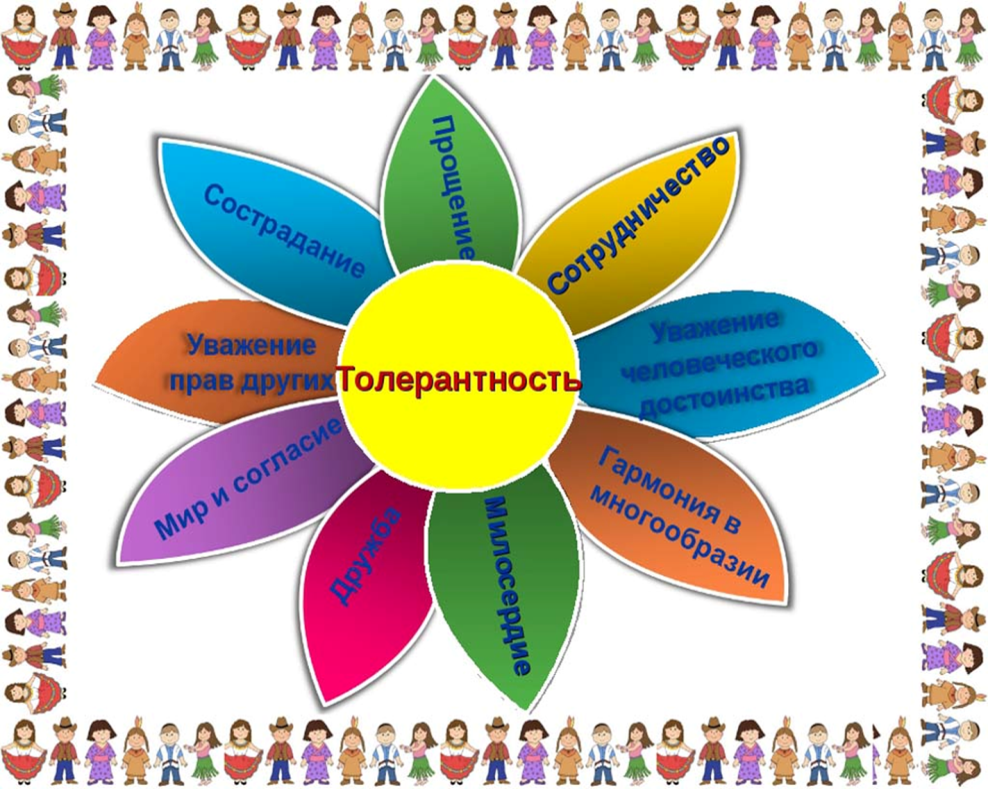 Прощение
Сотрудничество
Сострадание
Уважение
человеческого
достоинства
Уважение
прав других
Толерантность
Мир и согласие
Гармония в
многообразии
Дружба
Милосердие